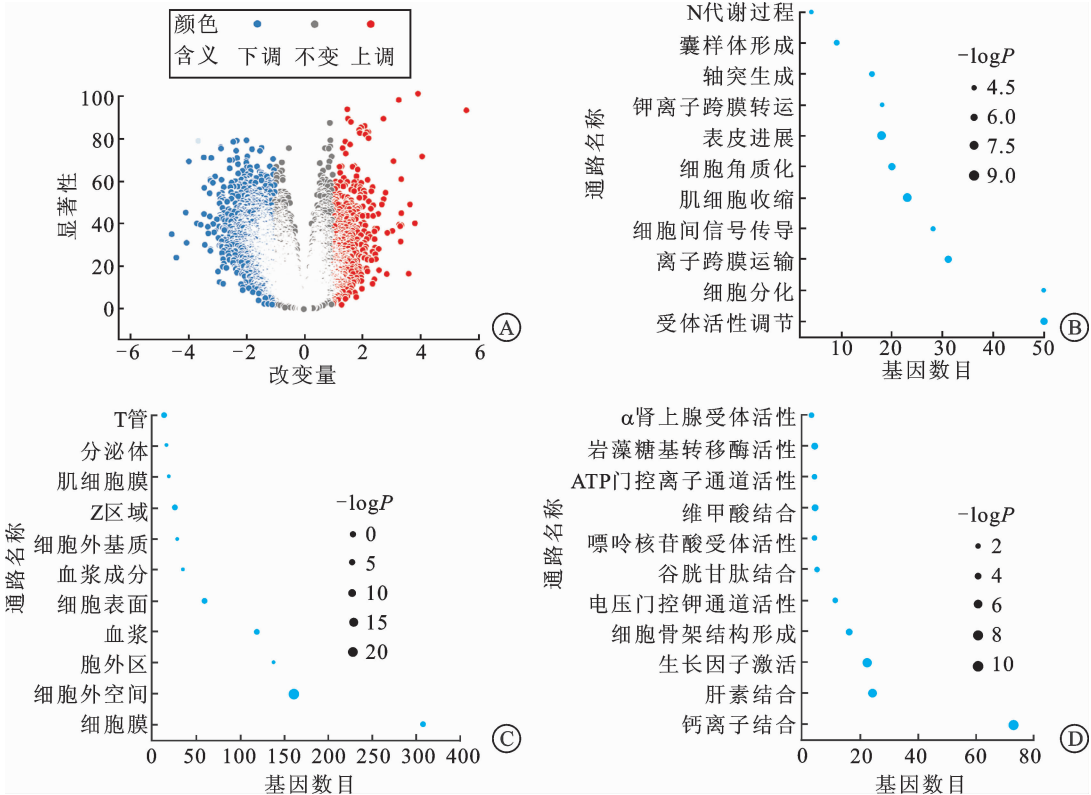 颜色
含义 下调 不变 上调
显著性
100
80
60
40
20
0
−6 −4 −2 0 2 4 6
改变量
A
通路名称
N代谢过程
囊样体形成
轴突生成
钾离子跨膜转运
表皮进展
细胞角质化
肌细胞收缩
细胞间信号传导
离子跨膜运输
细胞分化
受体活性调节
−logP
4.5
6.0
7.5
9.0
10 20 30 40 50
基因数目
B
通路名称
T管
分泌体
肌细胞膜
Z区域
细胞外基质
血浆成分
细胞表面
血浆
胞外区
细胞外空间
细胞膜
−logP
0
5
10
15
20
0 50 100 150 200 250 300 350 400
基因数目
C
通路名称
α肾上腺受体活性
岩藻糖基转移酶活性
ATP门控离子通道活性
维甲酸结合
嘌呤核苷酸受体活性
谷胱甘肽结合
电压门控钾通道活性
细胞骨架结构形成
生长因子激活
肝素结合
钙离子结合
−logP
2
4
6
8
10
0 20 40 60 80
基因数目
D